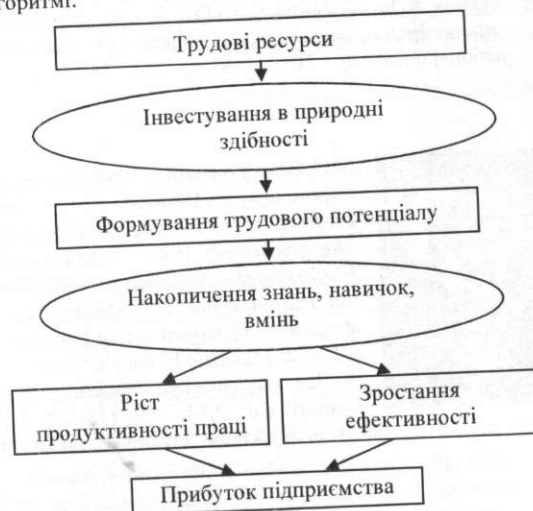 горитмі.
Трудові ресурси
Інвестування в природні
здібності
Формування трудового потенціалу
Накопичення знань, навичок,
вмінь
Ріст
продуктивності праці
Зростання
ефективності
Прибуток підприємства